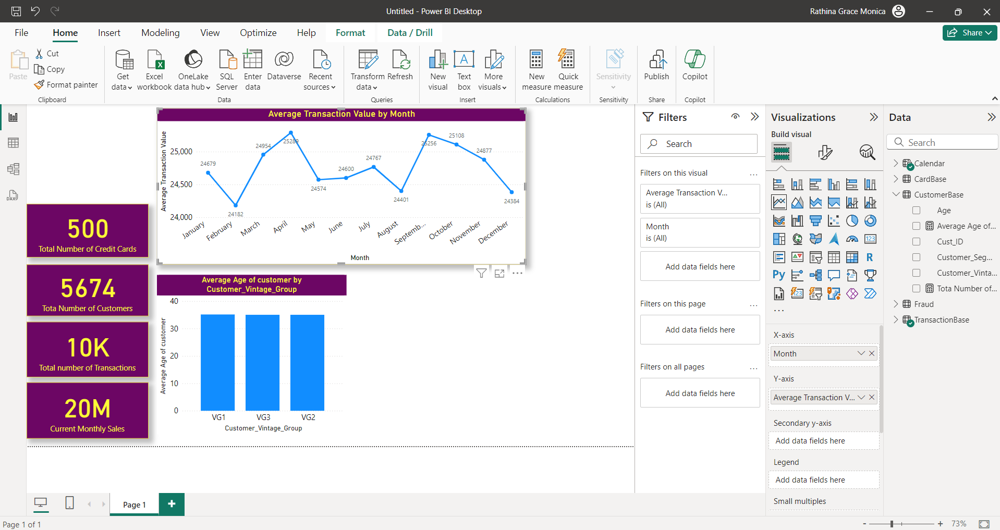 Untitled - Power BI Desktop
Rathina Grace Monica
File
Home
Insert
Modeling
View
Optimize
Help
Format
Data / Drill
Share
Paste
Cut
Copy
Format painter
Clipboard
Get
data
Excel
workbook
OneLake
data hub
SQL
Server
Enter
data
Dataverse
Recent
sources
Data
Transform
data
Refresh
Queries
New
visual
Text
box
More
visuals
Insert
New
measure
Quick
measure
Calculations
Sensitivity
Sensitivity
Publish
Share
Copilot
Copilot
DAX
500
Total Number of Credit Cards
5674
Tota Number of Customers
10K
Total number of Transactions
20M
Current Monthly Sales
Average Transaction Value by Month
Average Transaction Value
25,000
24,500
24,000
24679
24182
24954
25289
24574
24600
24767
24401
25256
25108
24877
24384
January
February
March
April
May
June
July
August
Septemb...
October
November
December
Month
Average Age of customer by
Customer_Vintage_Group
Average Age of customer
40
30
20
10
0
VG1
VG3
VG2
Customer_Vintage_Group
Filters
Search
Filters on this visual
...
Average Transaction V...
is (All)
Month
is (All)
Add data fields here
Filters on this page
...
Add data fields here
Filters on all pages
...
Add data fields here
Visualizations
Build visual
123
R
Py
123
...
X-axis
Month
Y-axis
Average Transaction V...
Secondary y-axis
Add data fields here
Legend
Add data fields here
Small multiples
Data
Search
Calendar
CardBase
CustomerBase
Age
Average Age of...
Cust_ID
Customer_Seg...
Customer_Vinta...
Tota Number of...
Fraud
TransactionBase
Page 1
Page 1 of 1
- + 73%